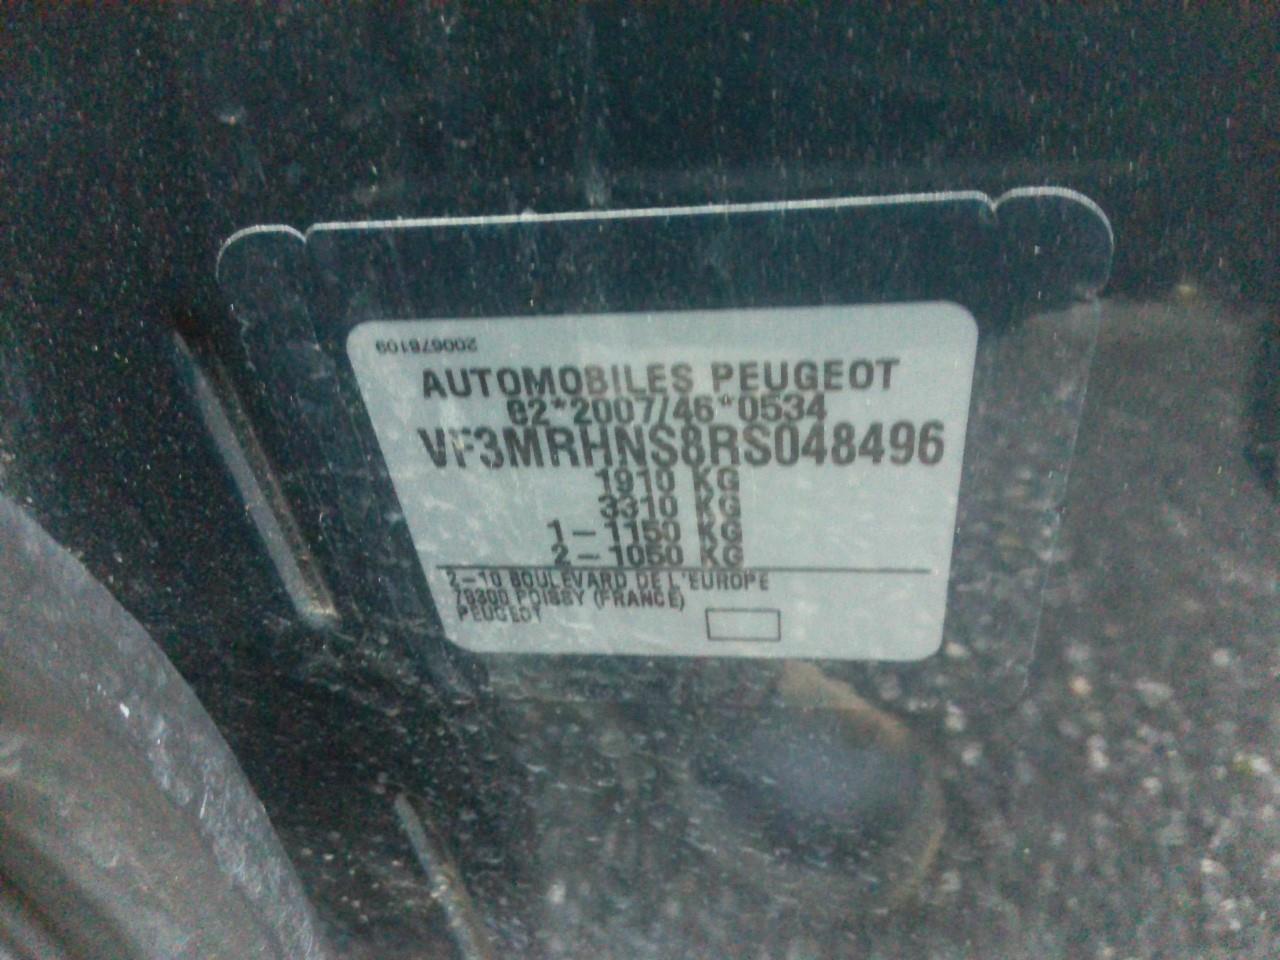 200678109
AUTOMOBILES PEUGEOT
e2*2007/46*0534
VF3MRHNS8RS048496
1910 KG
3310 KG
1-1150 KG
2-1050 KG
2-10 BOULEVARD DE L'EUROPE
78300 POISSY (FRANCE)
PEUGEOT